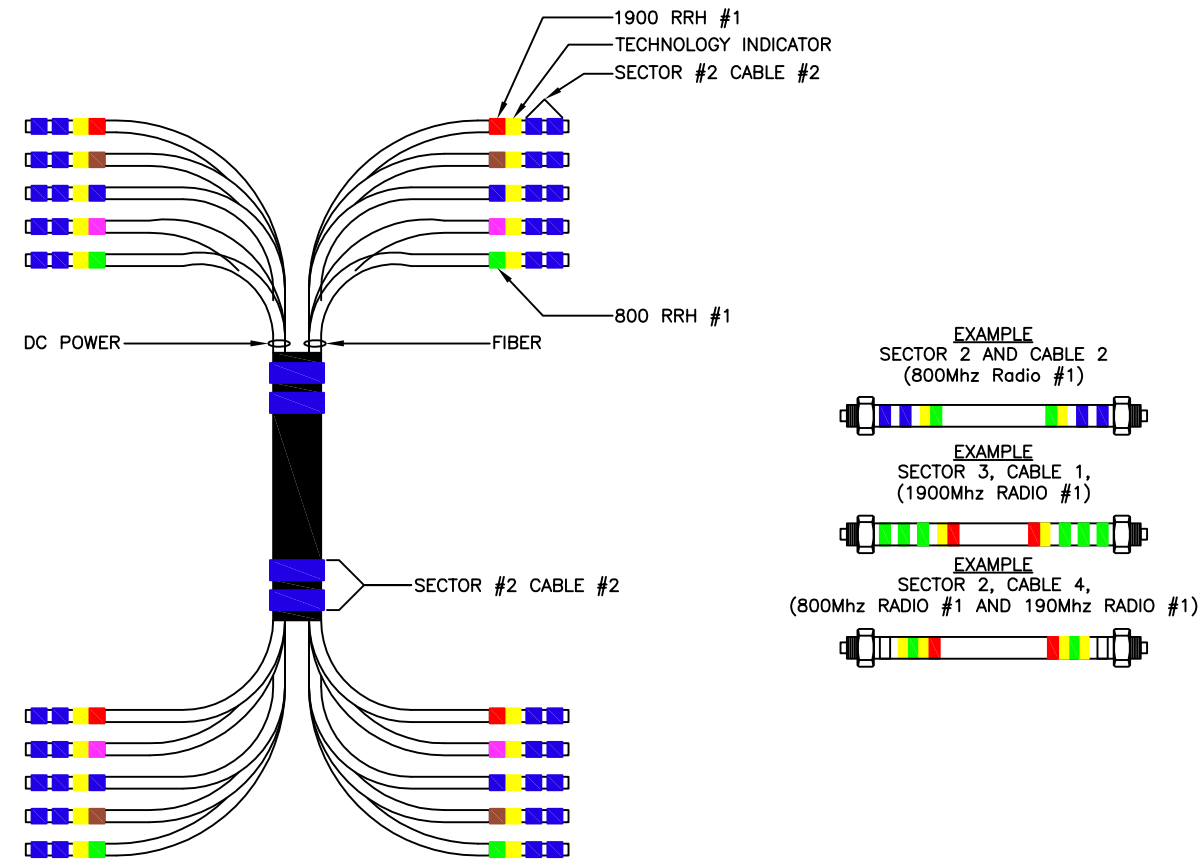 1900 RRH #1
TECHNOLOGY INDICATOR
SECTOR #2 CABLE #2
800 RRH #1
DC POWER
FIBER
SECTOR #2 CABLE #2
EXAMPLE
SECTOR 2 AND CABLE 2
(800Mhz Radio #1)
EXAMPLE
SECTOR 3, CABLE 1,
(1900Mhz RADIO #1)
EXAMPLE
SECTOR 2, CABLE 4,
(800Mhz RADIO #1 AND 190Mhz RADIO #1)